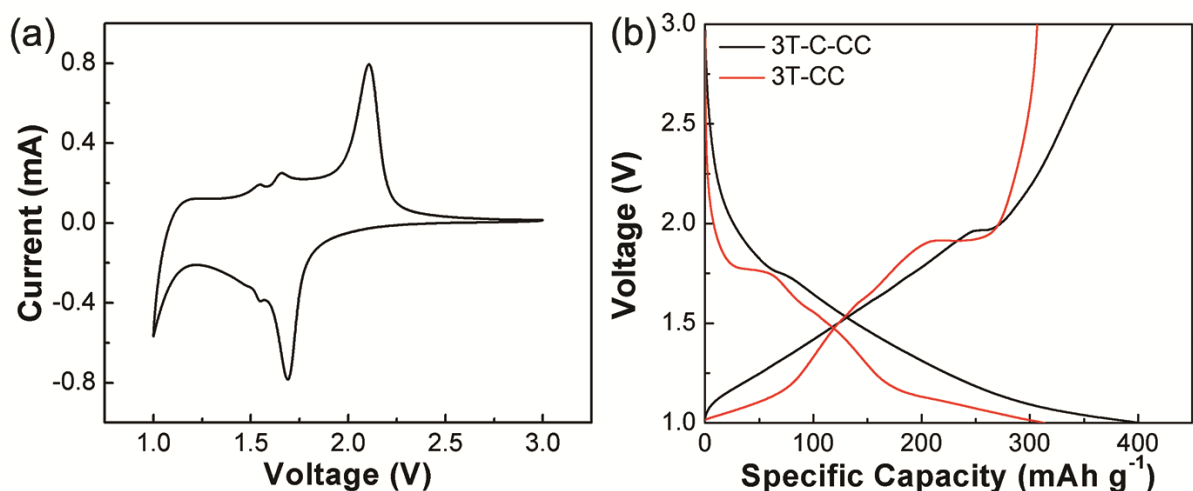 (a)
0.8
0.4
0.0
-0.4
-0.8
Current (mA)
1.0 1.5 2.0 2.5 3.0
Voltage (V)
(b)
3T-C-CC
3T-CC
3.0
2.5
2.0
1.5
1.0
Voltage (V)
0 100 200 300 400
Specific Capacity (mAh g⁻¹)